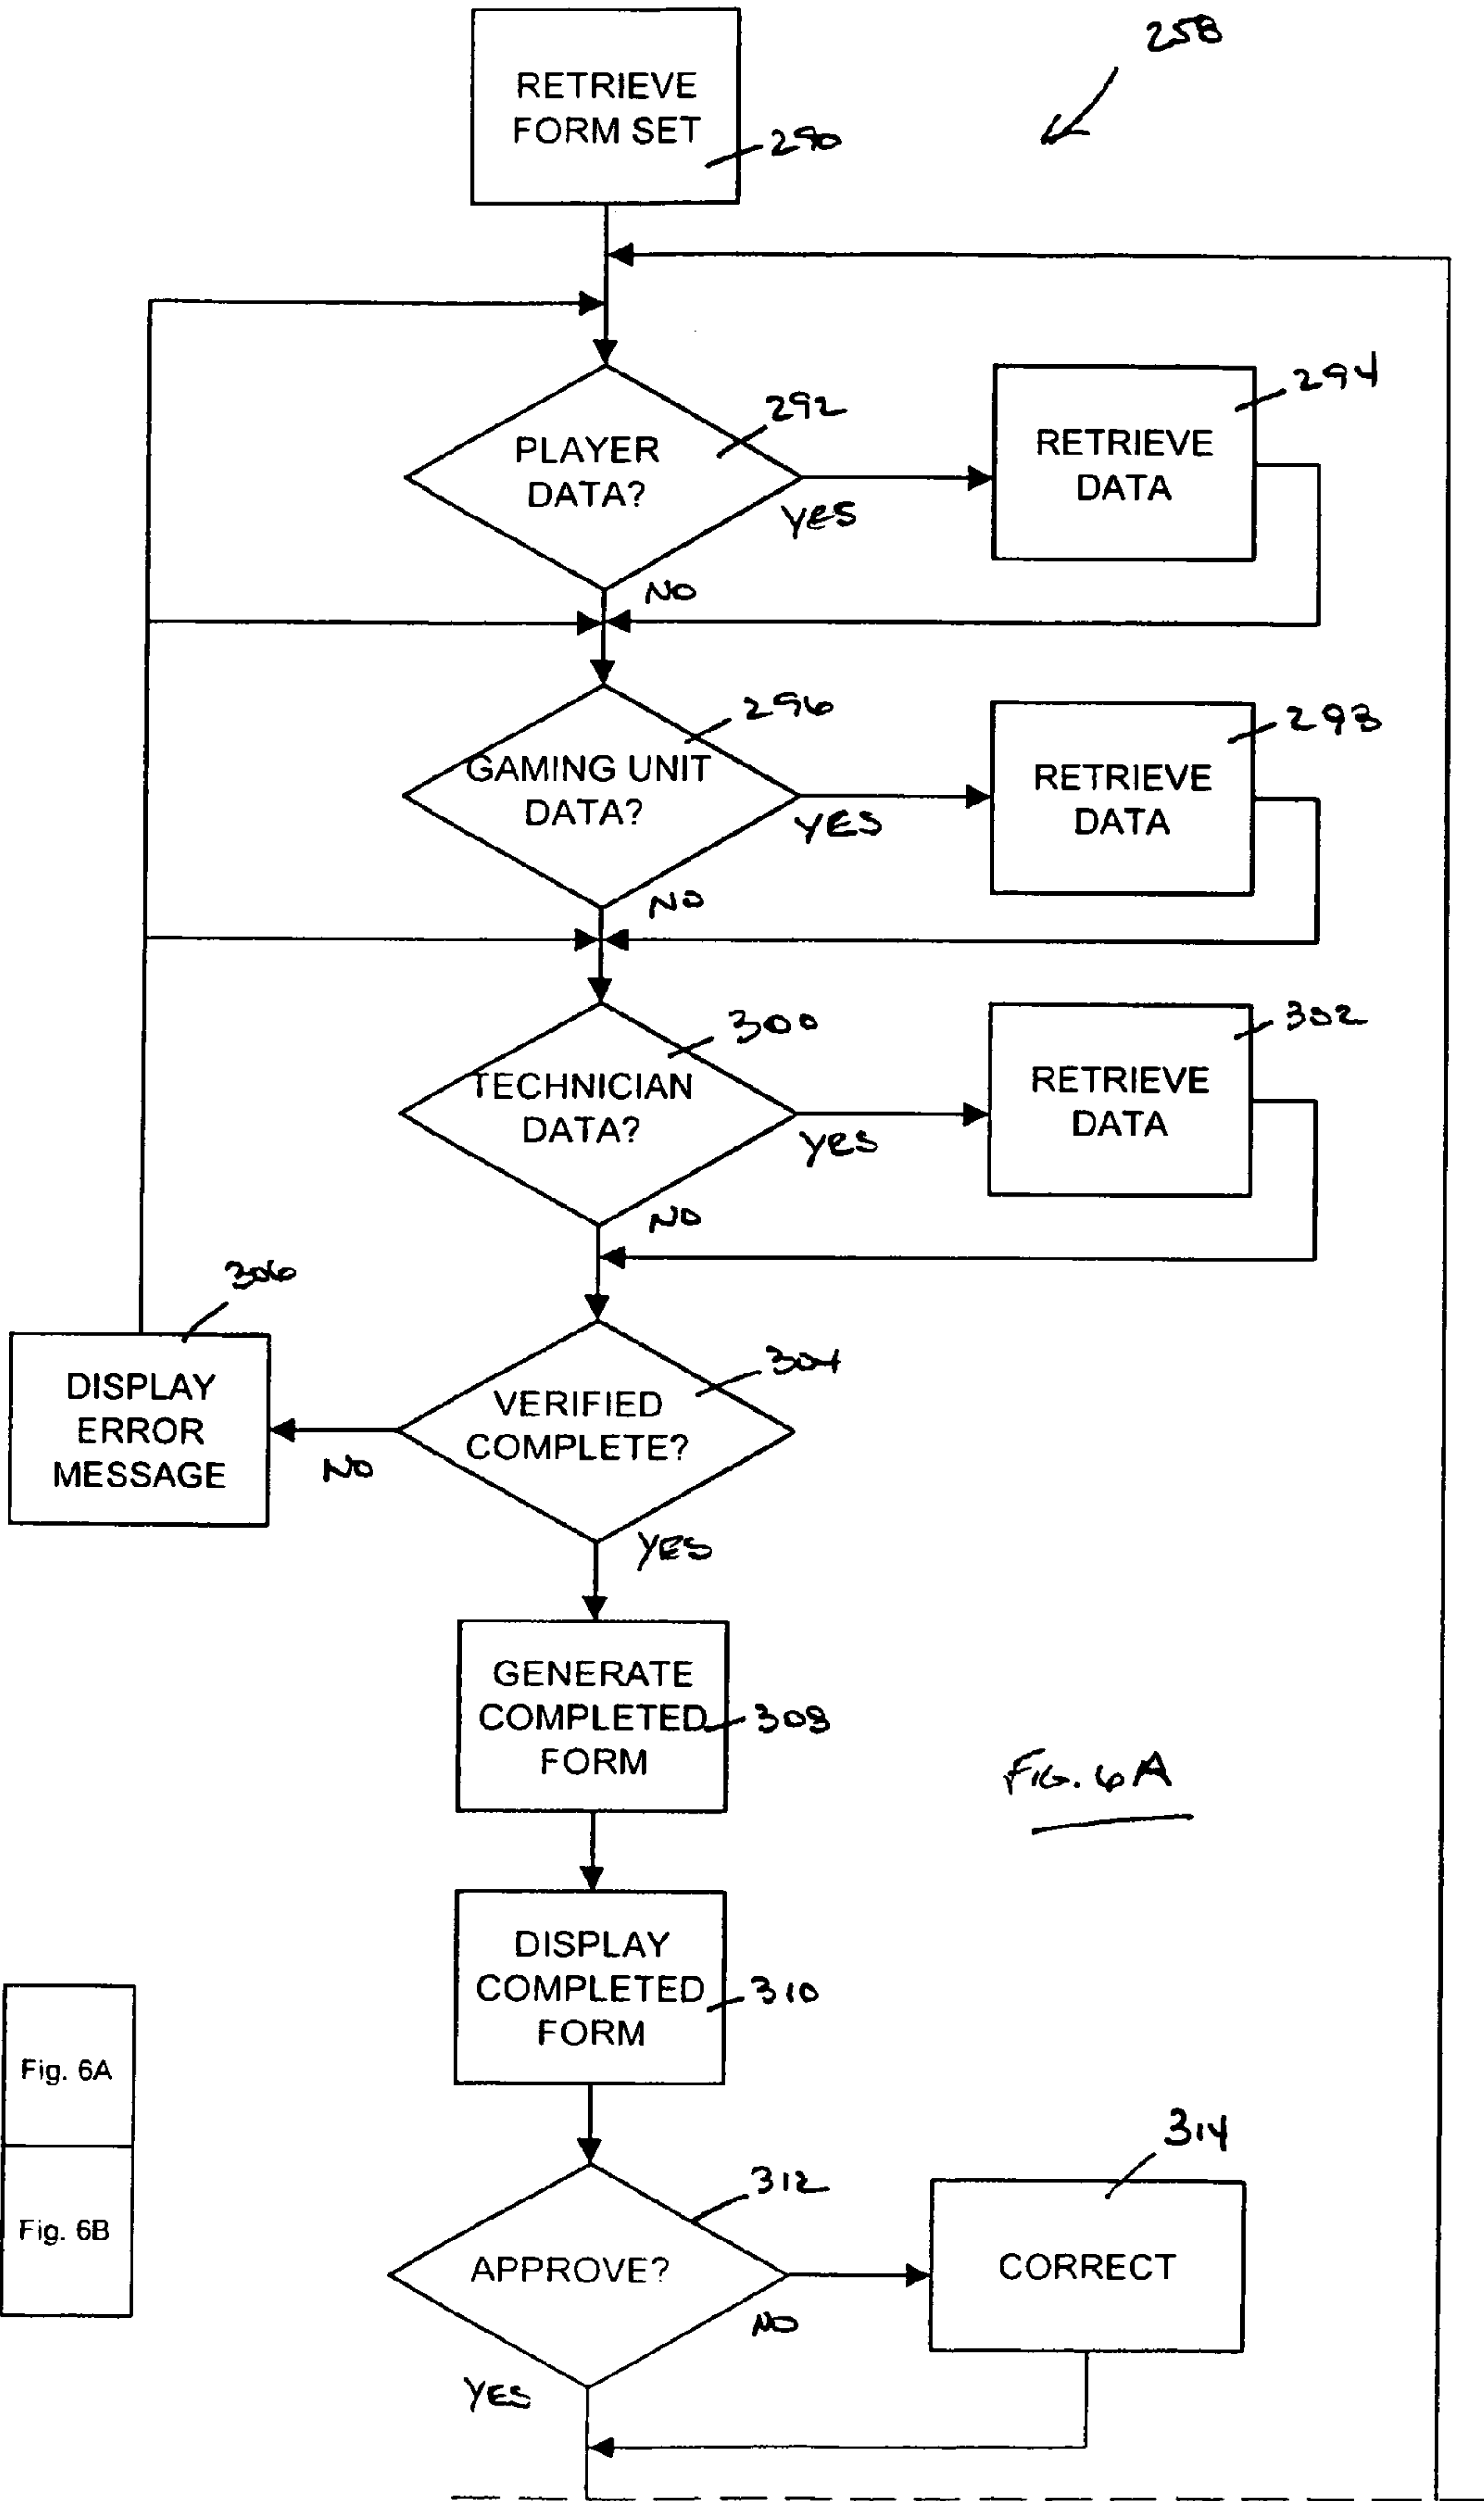 258
RETRIEVE
FORM SET
290
292
PLAYER
DATA?
YES
NO
294
RETRIEVE
DATA
296
GAMING UNIT
DATA?
YES
NO
298
RETRIEVE
DATA
300
TECHNICIAN
DATA?
YES
NO
302
RETRIEVE
DATA
306
DISPLAY
ERROR
MESSAGE
304
VERIFIED
COMPLETE?
NO
YES
GENERATE
COMPLETED
FORM
308
FIG. 6A
DISPLAY
COMPLETED
FORM
310
Fig. 6A
Fig. 6B
312
APPROVE?
NO
YES
314
CORRECT